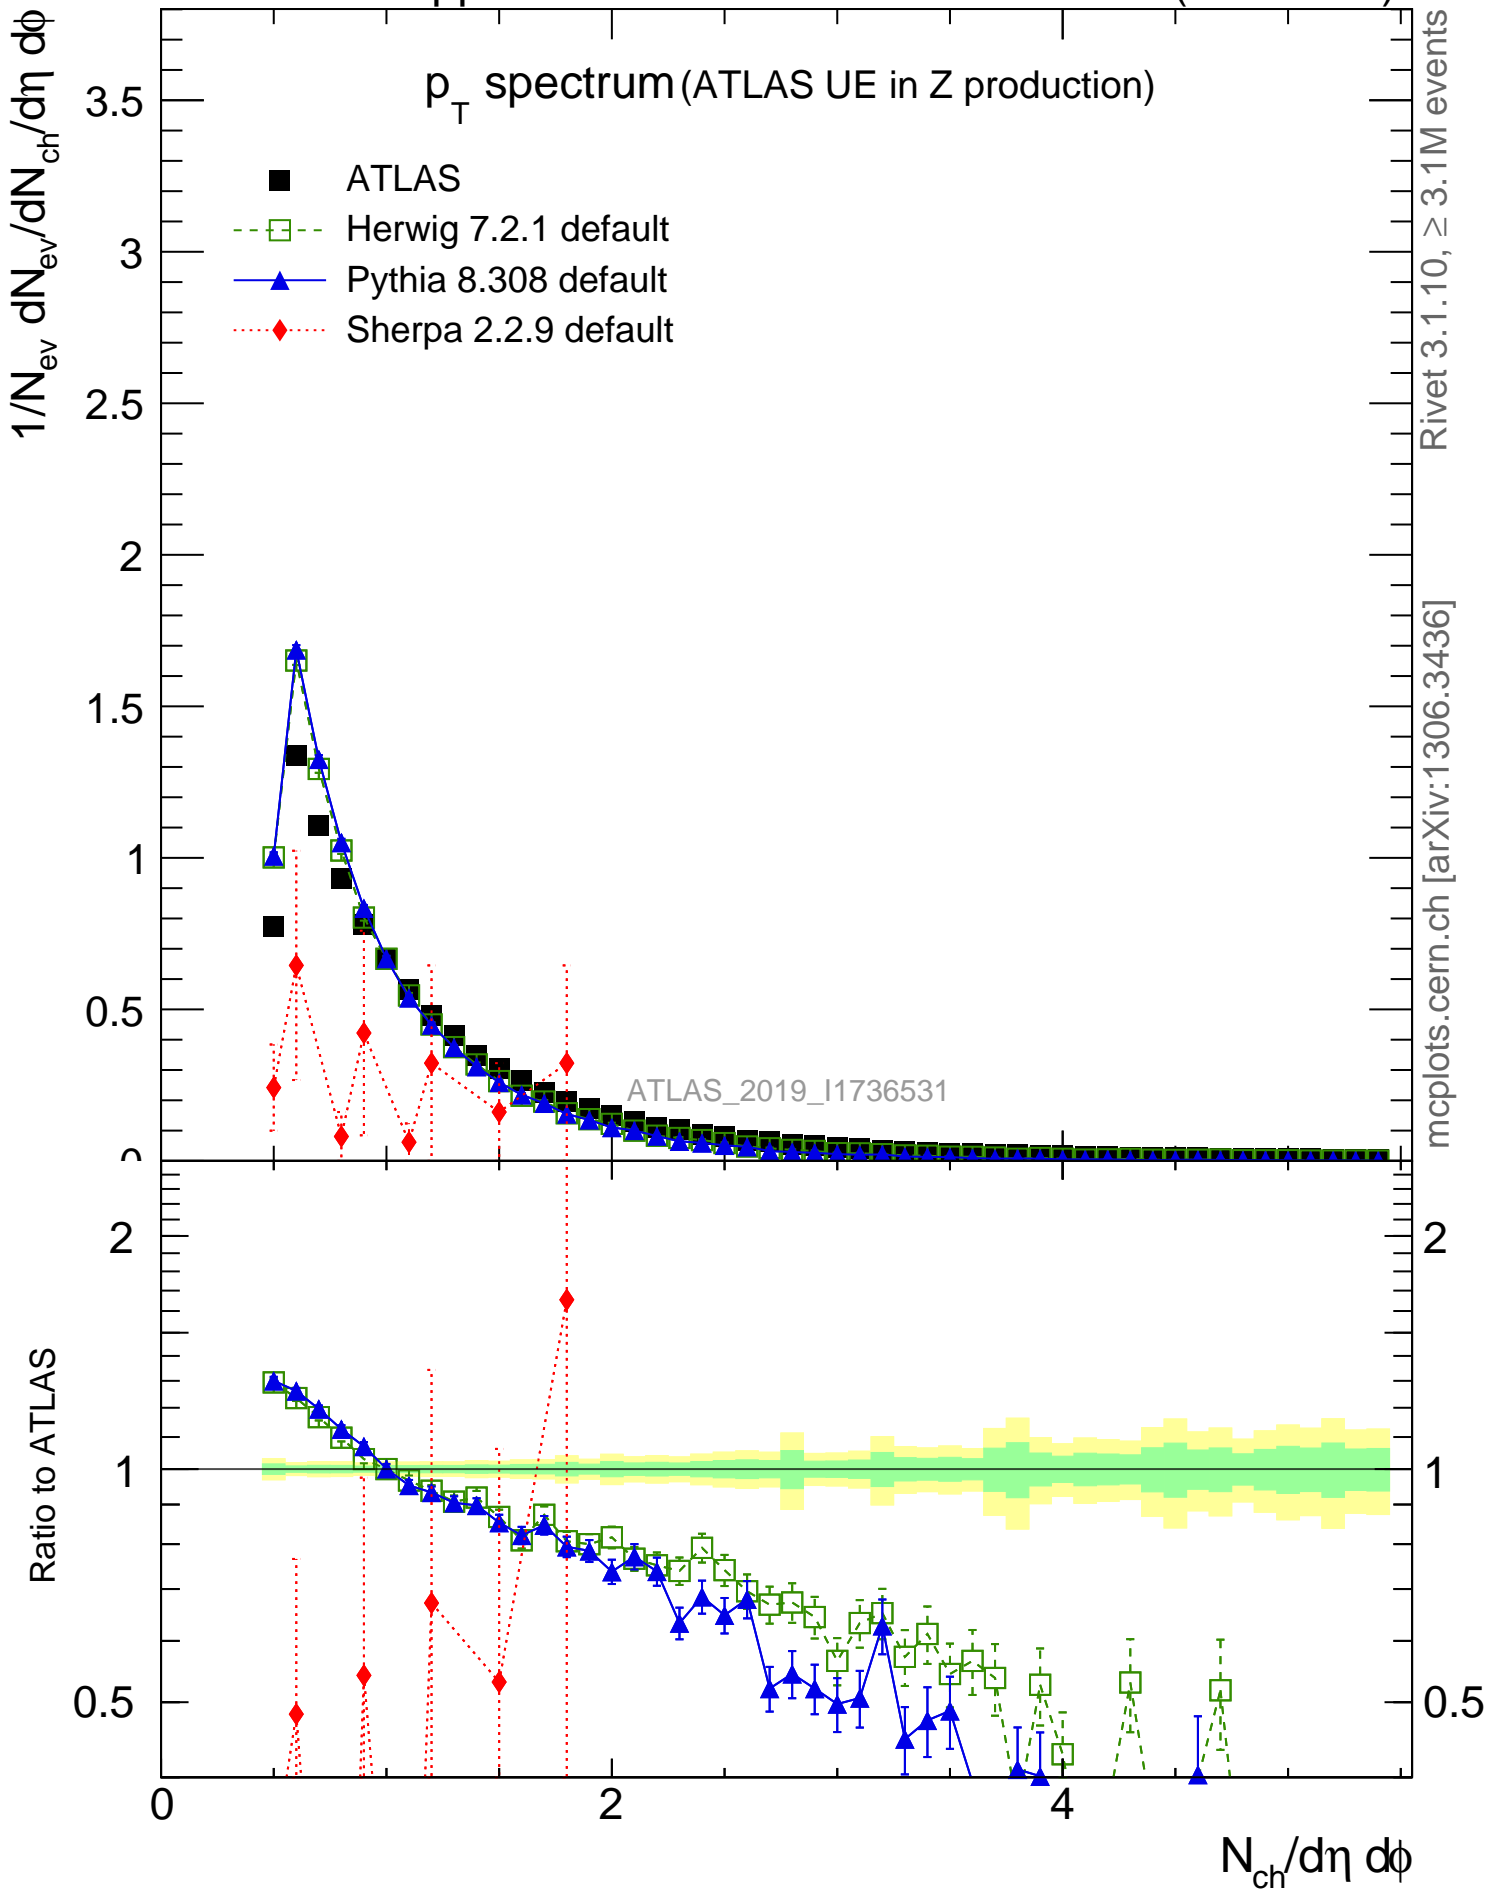 pp
p_T spectrum (ATLAS UE in Z production)
1/N_ev dN_ev/dN_ch/dη dϕ
ATLAS
Herwig 7.2.1 default
Pythia 8.308 default
Sherpa 2.2.9 default
3.5
3
2.5
2
1.5
1
0.5
0
ATLAS_2019_I1736531
Rivet 3.1.10, ≥ 3.1M events
mcplots.cern.ch [arXiv:1306.3436]
Ratio to ATLAS
2
1
0.5
2
1
0.5
0
2
4
N_ch/dη dϕ